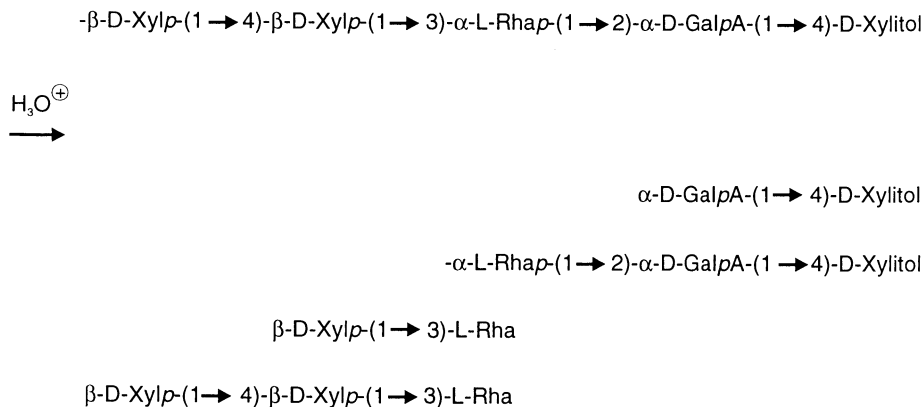 -β-D-Xylp-(1→4)-β-D-Xylp-(1→3)-α-L-Rhap-(1→2)-α-D-GalpA-(1→4)-D-Xylitol
H₃O⊕
α-D-GalpA-(1→4)-D-Xylitol
-α-L-Rhap-(1→2)-α-D-GalpA-(1→4)-D-Xylitol
β-D-Xylp-(1→3)-L-Rha
β-D-Xylp-(1→4)-β-D-Xylp-(1→3)-L-Rha